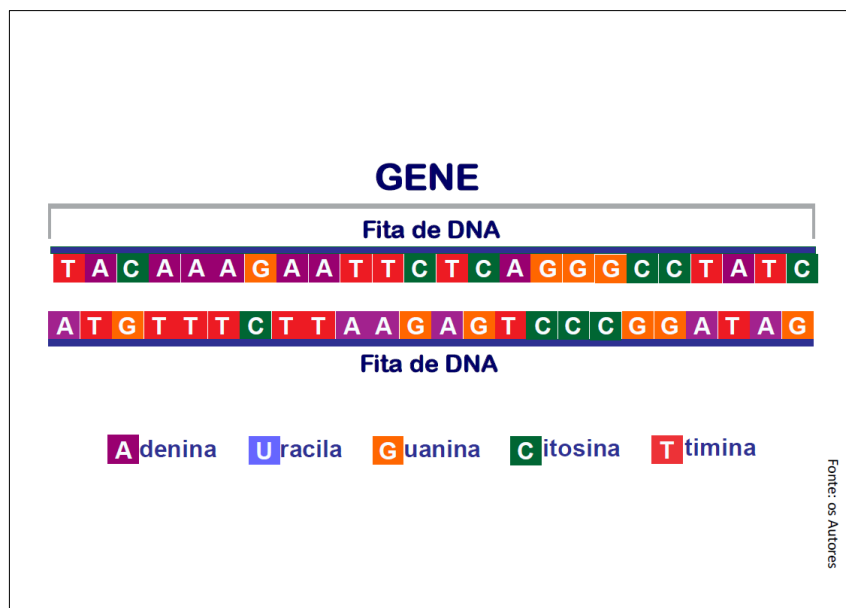 GENE
Fita de DNA
T A C A A A G A A T T C T C A G G G C C T A T C
A T G T T T C T T A A G A G T C C C G G A T A G
Fita de DNA
Adenina Uracila Guanina Citosina Ttimina
Fonte: os Autores